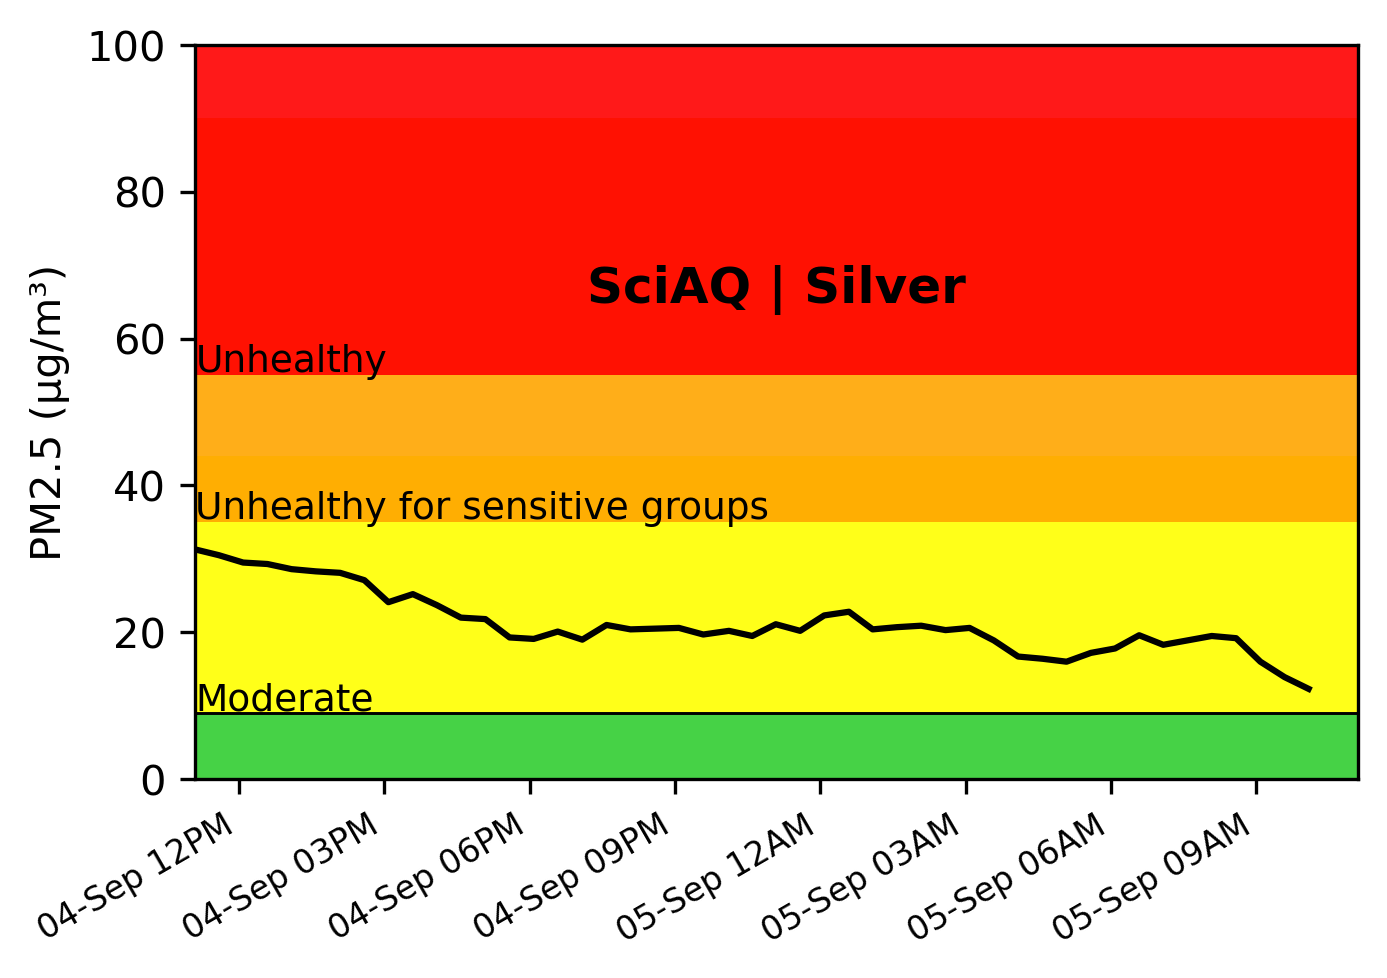 100
80
60
40
20
0
PM2.5 (µg/m³)
SciAQ | Silver
Unhealthy
Unhealthy for sensitive groups
Moderate
04-Sep 12PM
04-Sep 03PM
04-Sep 06PM
04-Sep 09PM
05-Sep 12AM
05-Sep 03AM
05-Sep 06AM
05-Sep 09AM